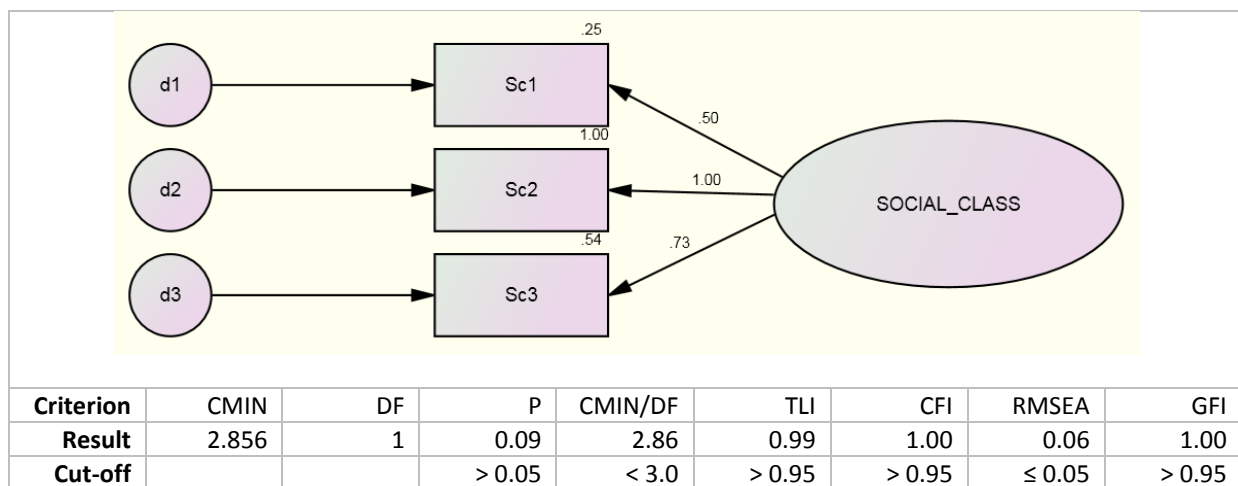 .25
d1
Sc1
.50
1.00
d2
Sc2
1.00
SOCIAL_CLASS
.54
.73
d3
Sc3
Criterion CMIN DF P CMIN/DF TLI CFI RMSEA GFI
Result 2.856 1 0.09 2.86 0.99 1.00 0.06 1.00
Cut-off > 0.05 < 3.0 > 0.95 > 0.95 ≤ 0.05 > 0.95